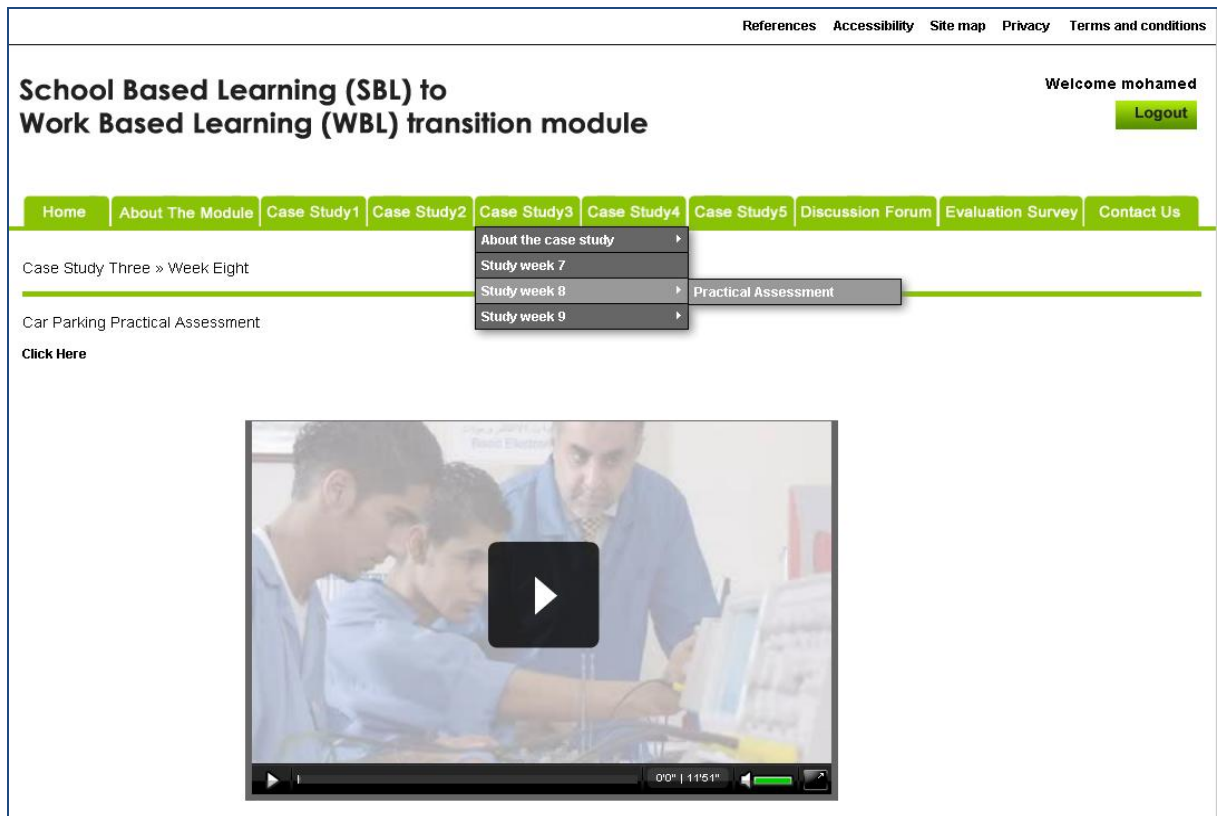 References Accessibility Site map Privacy Terms and conditions
School Based Learning (SBL) to
Work Based Learning (WBL) transition module
Welcome mohamed
Logout
Home About The Module Case Study1 Case Study2 Case Study3 Case Study4 Case Study5 Discussion Forum Evaluation Survey Contact Us
About the case study
Study week 7
Study week 8
Practical Assessment
Study week 9
Case Study Three » Week Eight
Car Parking Practical Assessment
Click Here
0'0" | 11'51"